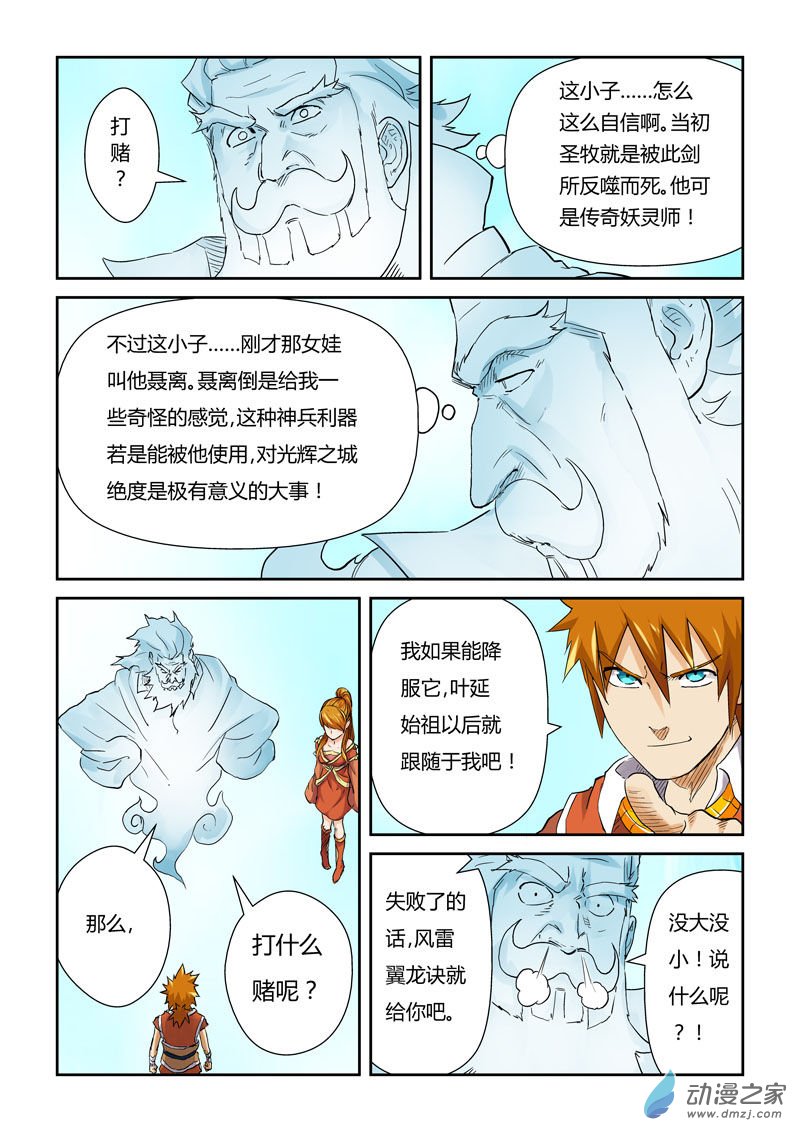 打
赌
？
这小子……怎么
这么自信啊。当初
圣牧就是被此剑
所反噬而死。他可
是传奇妖灵师！
不过这小子……刚才那女娃
叫他聂离。聂离倒是给我一
些奇怪的感觉，这种神兵利器
若是能被他使用，对光辉之城
绝度是极有意义的大事！
那么，
打什么
赌呢？
我如果能降
服它，叶延
始祖以后就
跟随于我吧！
失败了的
话，风雷
翼龙诀就
给你吧。
没大没
小！说
什么呢
？！
动漫之家
www.dmzj.com